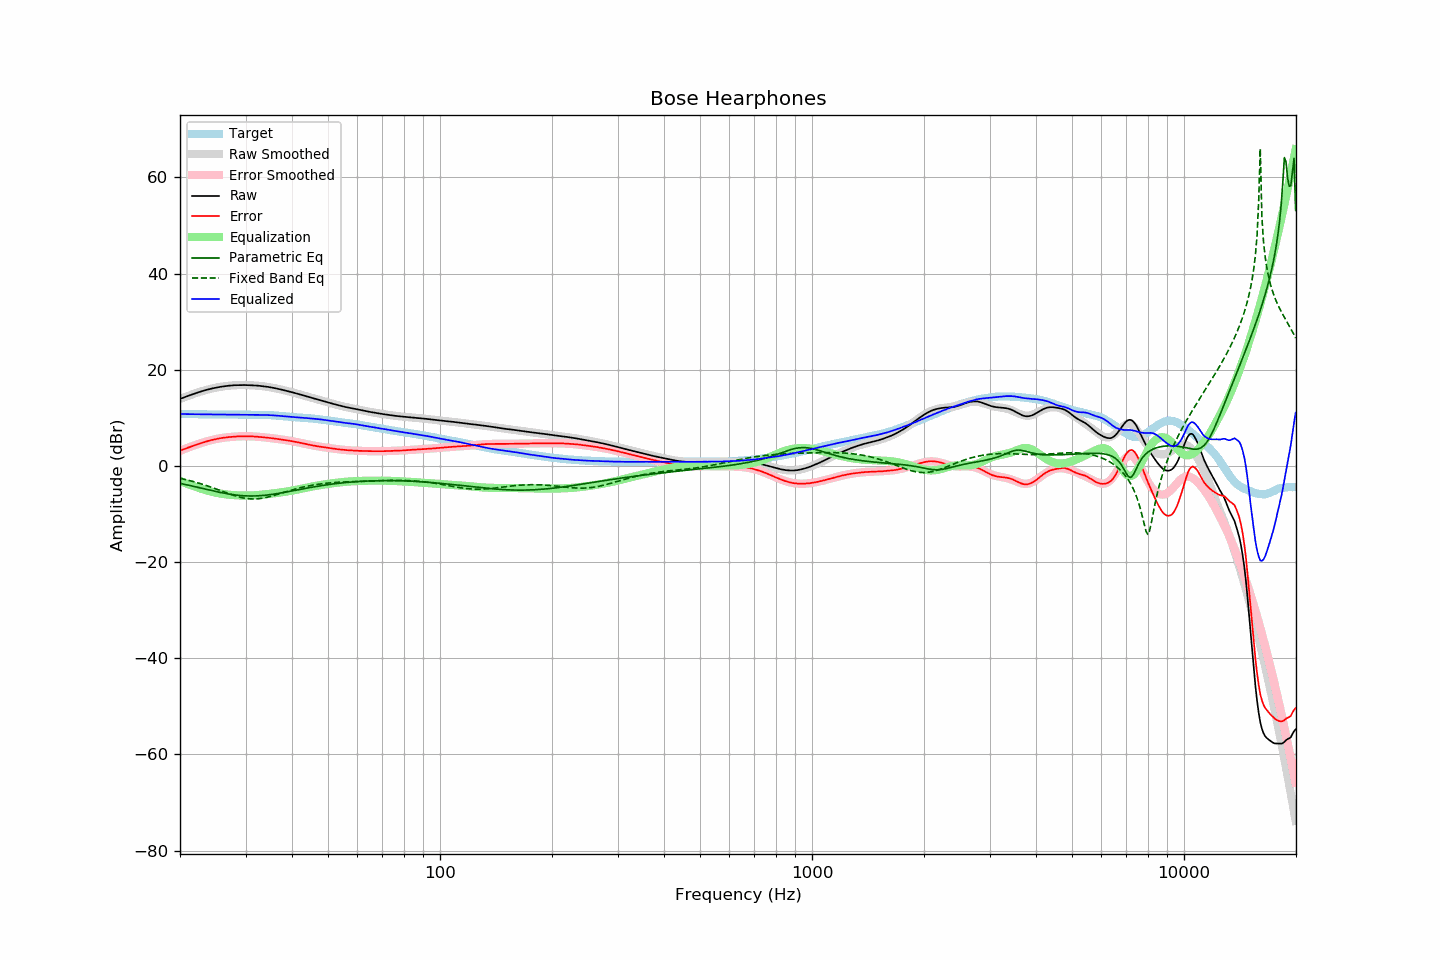 Bose Hearphones
Target
Raw Smoothed
Error Smoothed
Raw
Error
Equalization
Parametric Eq
Fixed Band Eq
Equalized
60
40
20
0
−20
−40
−60
−80
Amplitude (dBr)
100
1000
10000
Frequency (Hz)